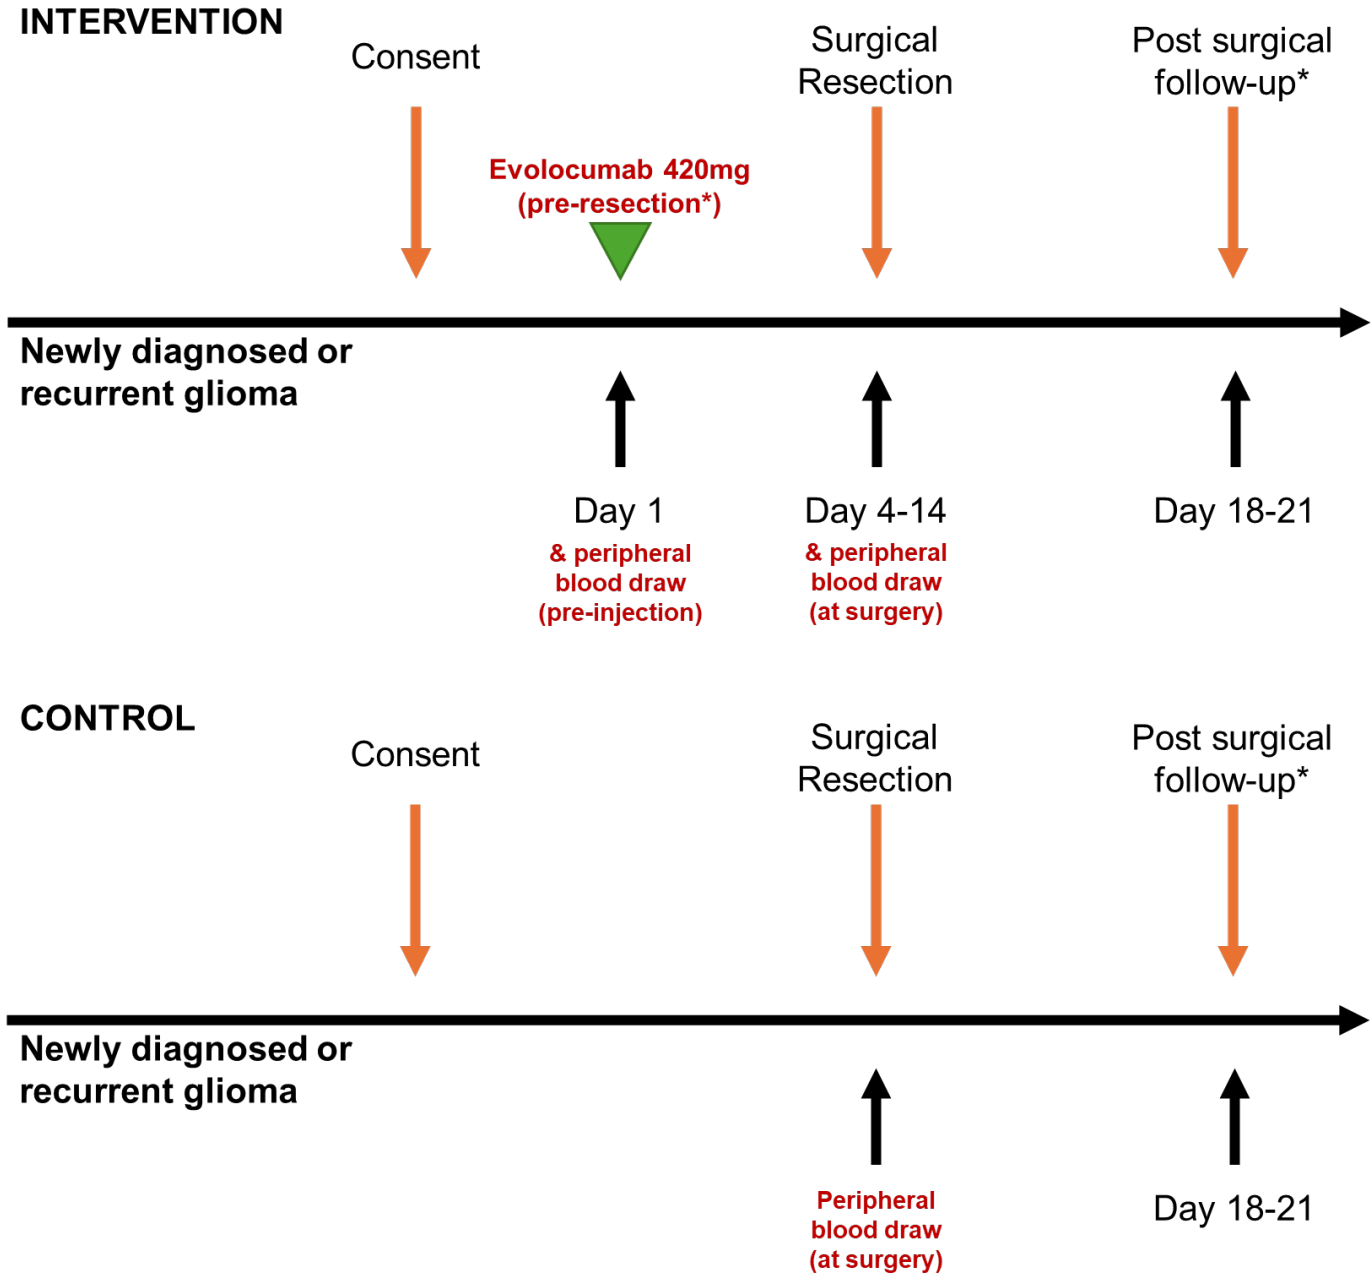 INTERVENTION
Consent
Surgical
Resection
Post surgical
follow-up*
Evolocumab 420mg
(pre-resection*)
Newly diagnosed or
recurrent glioma
Day 1
& peripheral
blood draw
(pre-injection)
Day 4-14
& peripheral
blood draw
(at surgery)
Day 18-21
CONTROL
Consent
Surgical
Resection
Post surgical
follow-up*
Newly diagnosed or
recurrent glioma
Peripheral
blood draw
(at surgery)
Day 18-21